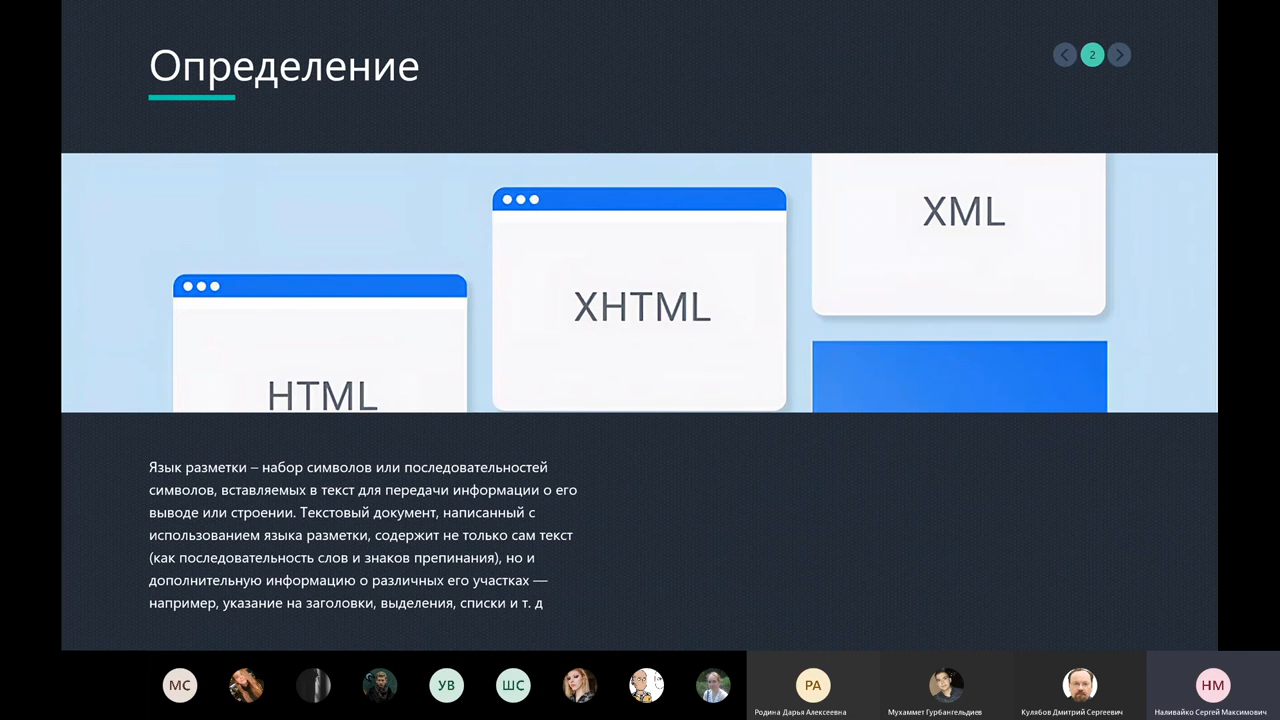 Определение
2
XML
XHTML
HTML
Язык разметки – набор символов или последовательностей
символов, вставляемых в текст для передачи информации о его
выводе или строении. Текстовый документ, написанный с
использованием языка разметки, содержит не только сам текст
(как последовательность слов и знаков препинания), но и
дополнительную информацию о различных его участках —
например, указание на заголовки, выделения, списки и т. д
МС
УВ
ШС
РА
НМ
Родина Дарья Алексеевна
Мухаммет Гурбангельдиев
Кулябов Дмитрий Сергеевич
Наливайко Сергей Максимович